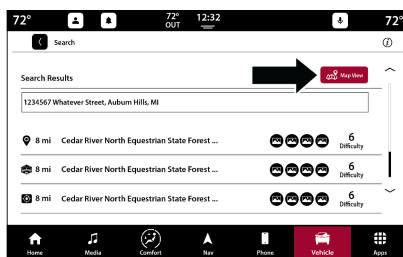 72° 72° OUT 12:32 72°
Search
Search Results Map View
1234567 Whatever Street, Auburn Hills, MI
8 mi Cedar River North Equestrian State Forest ... 6 Difficulty
8 mi Cedar River North Equestrian State Forest ... 6 Difficulty
8 mi Cedar River North Equestrian State Forest ... 6 Difficulty
Home Media Comfort Nav Phone Vehicle Apps